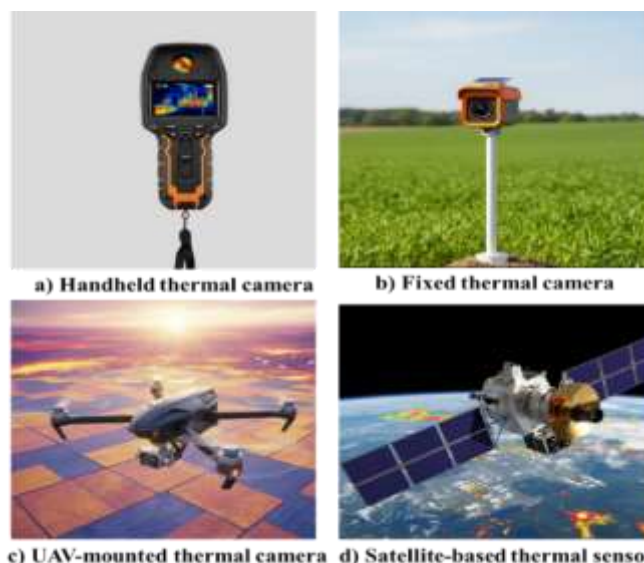 a) Handheld thermal camera
b) Fixed thermal camera
c) UAV-mounted thermal camera
d) Satellite-based thermal senso